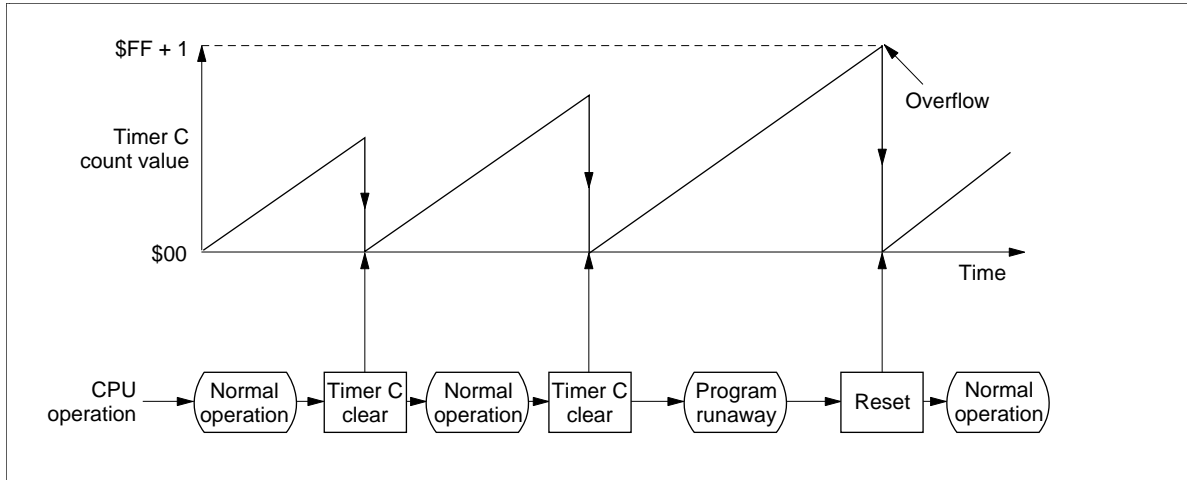 $FF + 1
Overflow
Timer C
count value
$00
Time
CPU
operation
Normal
operation
Timer C
clear
Normal
operation
Timer C
clear
Program
runaway
Reset
Normal
operation